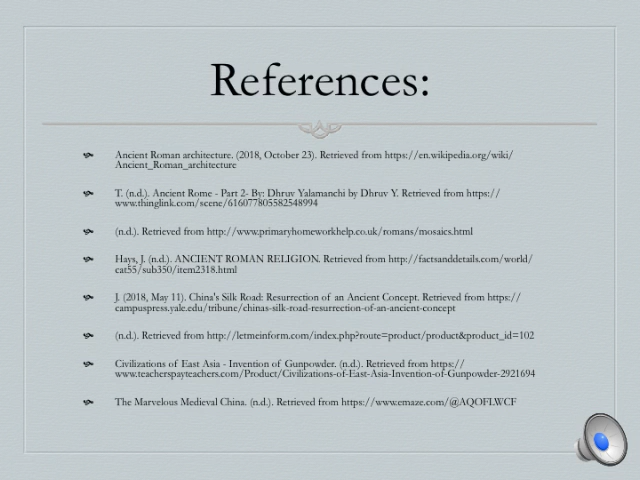 References:
Ancient Roman architecture. (2018, October 23). Retrieved from https://en.wikipedia.org/wiki/
Ancient_Roman_architecture
T. (n.d.). Ancient Rome - Part 2- By: Dhruv Yalamanchi by Dhruv Y. Retrieved from https://
www.thinglink.com/scene/616077805582548994
(n.d.). Retrieved from http://www.primaryhomeworkhelp.co.uk/romans/mosaics.html
Hays, J. (n.d.). ANCIENT ROMAN RELIGION. Retrieved from http://factsanddetails.com/world/
cat55/sub350/item2318.html
J. (2018, May 11). China's Silk Road: Resurrection of an Ancient Concept. Retrieved from https://
campuspress.yale.edu/tribune/chinas-silk-road-resurrection-of-an-ancient-concept
(n.d.). Retrieved from http://letmeinform.com/index.php?route=product/product&product_id=102
Civilizations of East Asia - Invention of Gunpowder. (n.d.). Retrieved from https://
www.teacherspayteachers.com/Product/Civilizations-of-East-Asia-Invention-of-Gunpowder-2921694
The Marvelous Medieval China. (n.d.). Retrieved from https://www.emaze.com/@AQOFLWCF